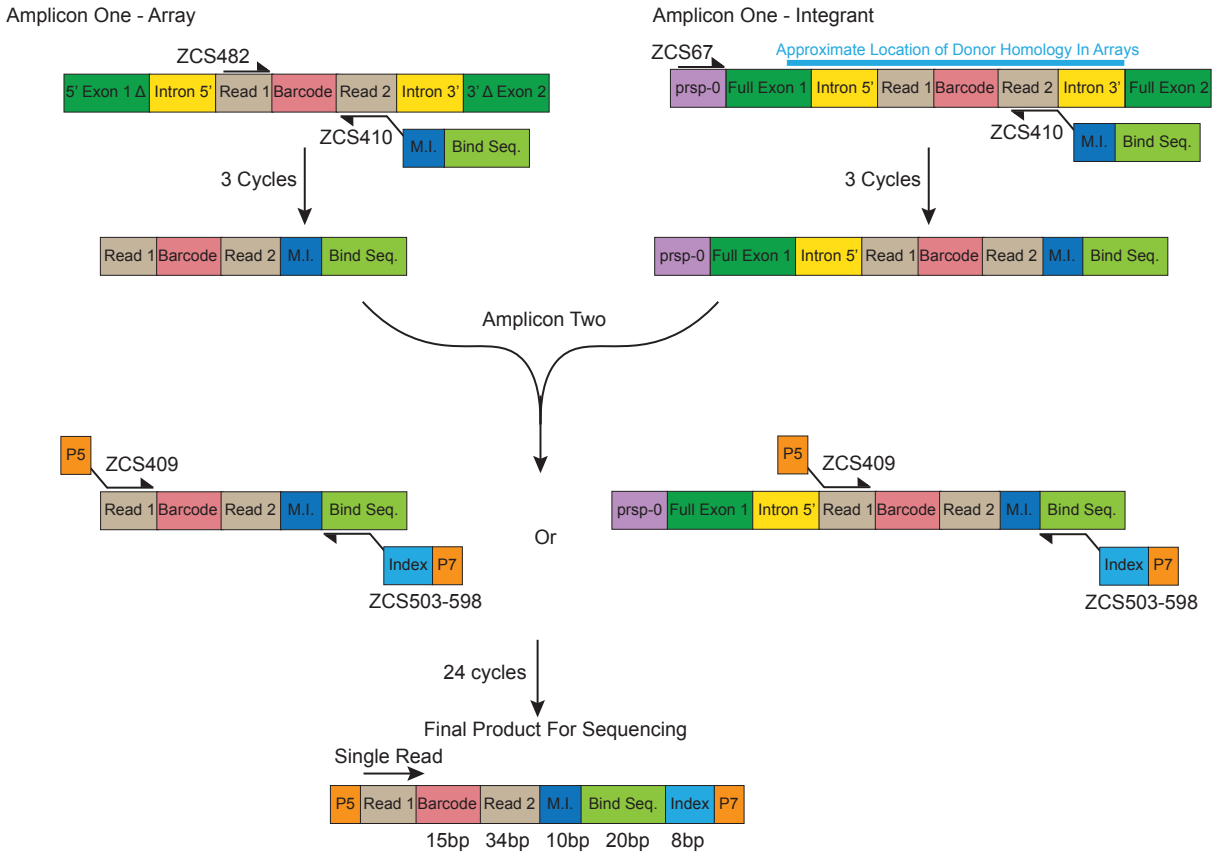 Amplicon One - Array
Amplicon One - Integrant
ZCS482
5' Exon 1 Δ Intron 5' Read 1 Barcode Read 2 Intron 3' 3' Δ Exon 2
ZCS410
M.I. Bind Seq.
3 Cycles
Read 1 Barcode Read 2 M.I. Bind Seq.
ZCS67
Approximate Location of Donor Homology In Arrays
prsp-0 Full Exon 1 Intron 5' Read 1 Barcode Read 2 Intron 3' Full Exon 2
ZCS410
M.I. Bind Seq.
3 Cycles
prsp-0 Full Exon 1 Intron 5' Read 1 Barcode Read 2 M.I. Bind Seq.
Amplicon Two
P5
ZCS409
Read 1 Barcode Read 2 M.I. Bind Seq.
Index P7
ZCS503-598
Or
P5
ZCS409
prsp-0 Full Exon 1 Intron 5' Read 1 Barcode Read 2 M.I. Bind Seq.
Index P7
ZCS503-598
24 cycles
Final Product For Sequencing
Single Read
P5 Read 1 Barcode Read 2 M.I. Bind Seq. Index P7
15bp 34bp 10bp 20bp 8bp